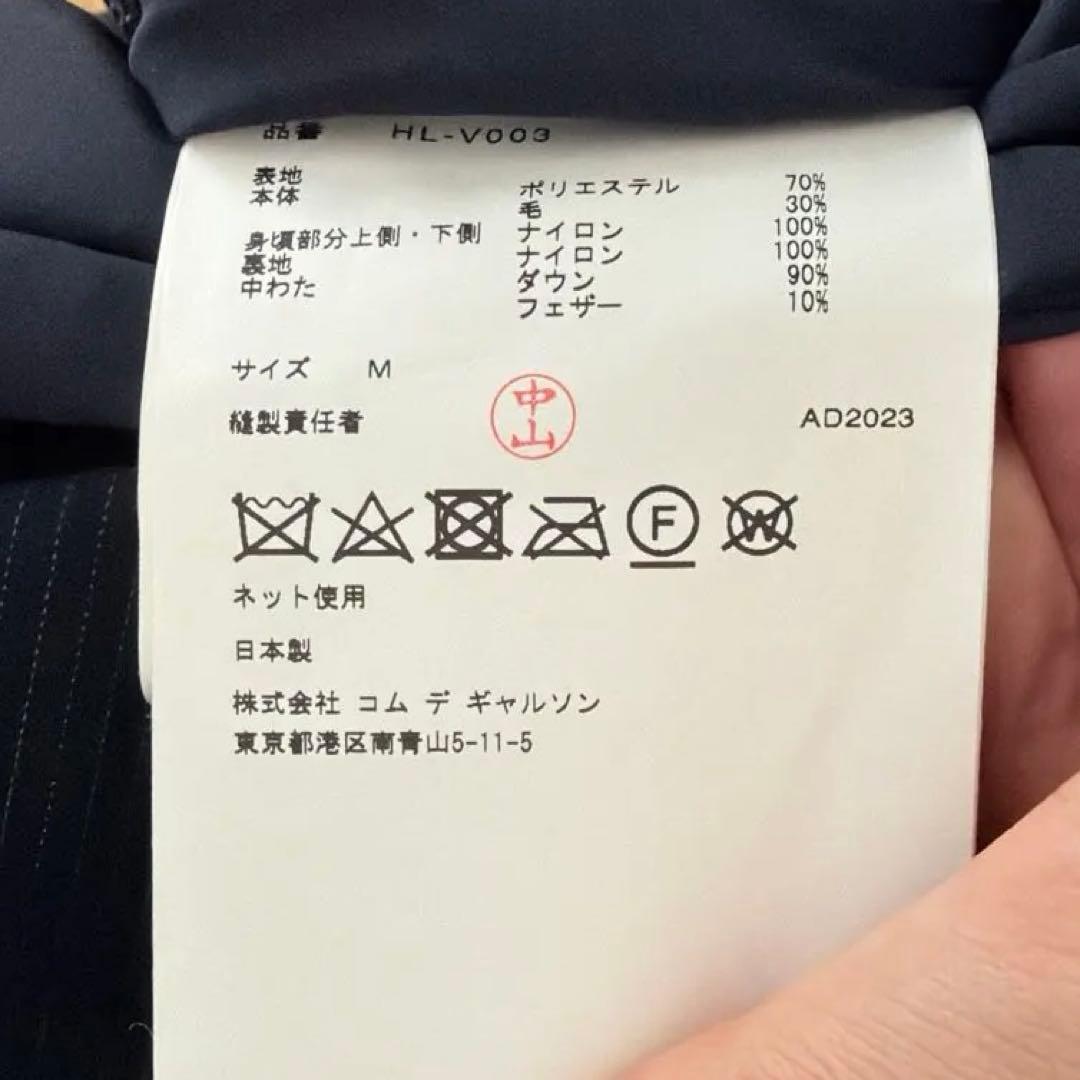 品番 HL-V003
表地
本体 ポリエステル 70%
毛 30%
身頃部分上側・下側 ナイロン 100%
裏地 ナイロン 100%
中わた ダウン 90%
フェザー 10%
サイズ M
縫製責任者 中山 AD2023
F W
ネット使用
日本製
株式会社 コム デ ギャルソン
東京都港区南青山5-11-5